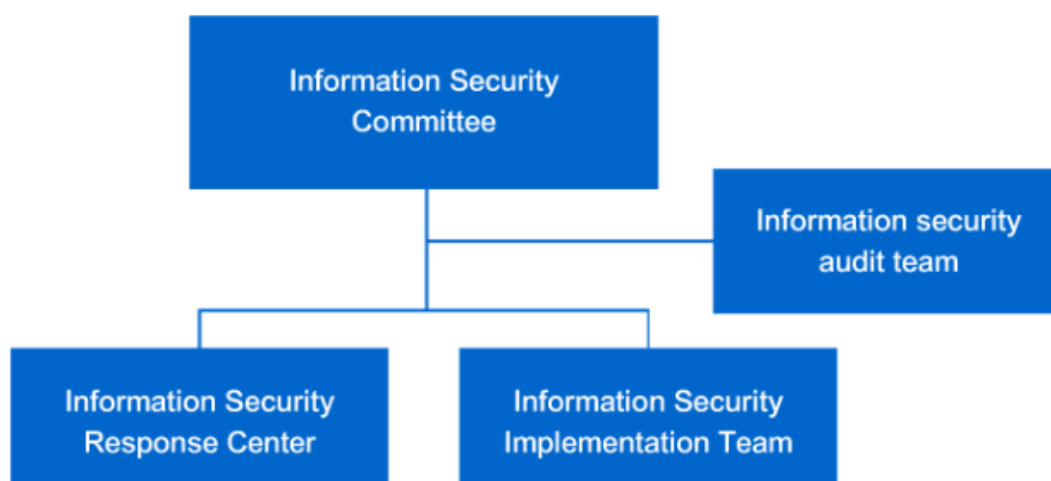 Information Security
Committee
Information security
audit team
Information Security
Response Center
Information Security
Implementation Team